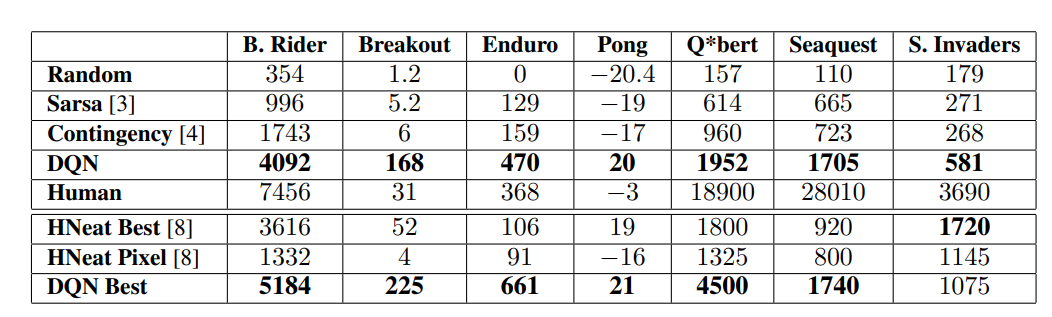 B. Rider Breakout Enduro Pong Q*bert Seaquest S. Invaders
Random 354 1.2 0 −20.4 157 110 179
Sarsa [3] 996 5.2 129 −19 614 665 271
Contingency [4] 1743 6 159 −17 960 723 268
DQN 4092 168 470 20 1952 1705 581
Human 7456 31 368 −3 18900 28010 3690
HNeat Best [8] 3616 52 106 19 1800 920 1720
HNeat Pixel [8] 1332 4 91 −16 1325 800 1145
DQN Best 5184 225 661 21 4500 1740 1075